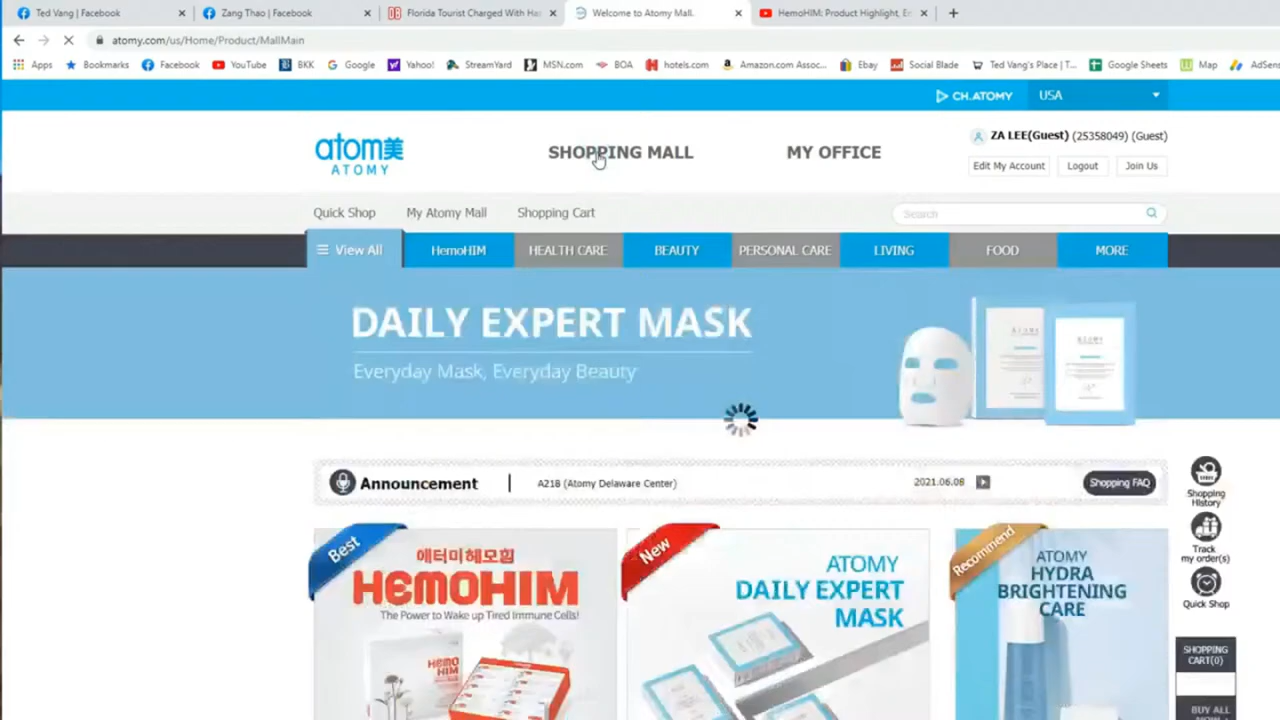 Ted Vang | Facebook
Zang Thao | Facebook
Florida Tourist Charged With Ha
Welcome to Atomy Mall.
HemoHIM: Product Highlight, E
atomy.com/us/Home/Product/MallMain
Apps
Bookmarks
Facebook
YouTube
BKK
Google
Yahoo!
StreamYard
MSN.com
BOA
hotels.com
Amazon.com Assoc...
Ebay
Social Blade
Ted Vang's Place | T...
Google Sheets
Map
AdSen
CH.ATOMY
USA
atom美
ATOMY
SHOPPING MALL
MY OFFICE
ZA LEE(Guest) (25358049) (Guest)
Edit My Account
Logout
Join Us
Quick Shop
My Atomy Mall
Shopping Cart
Search
View All
HemoHIM
HEALTH CARE
BEAUTY
PERSONAL CARE
LIVING
FOOD
MORE
DAILY EXPERT MASK
Everyday Mask, Everyday Beauty
Announcement
A218 (Atomy Delaware Center)
2021.06.08
Shopping FAQ
Shopping
History
Track
my order(s)
Quick Shop
SHOPPING
CART(0)
BUY ALL
Best
애터미헤모힘
HEMOHIM
The Power to Wake up Tired Immune Cells!
HEMO
HIM
New
ATOMY
DAILY EXPERT
MASK
Recommend
ATOMY
HYDRA
BRIGHTENING
CARE